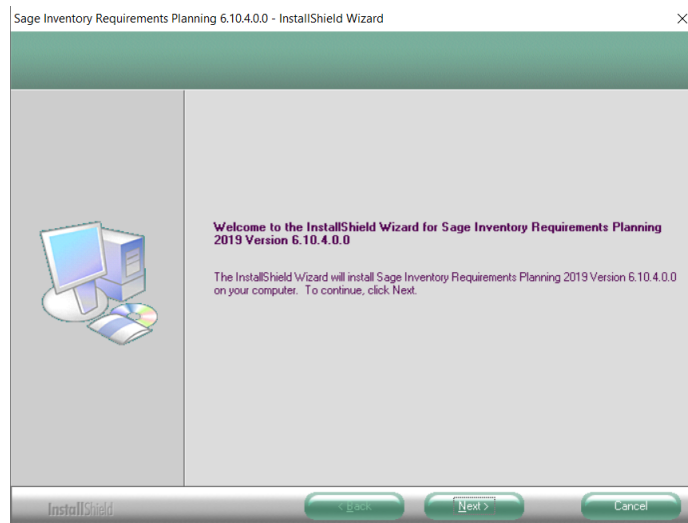 Sage Inventory Requirements Planning 6.10.4.0.0 - InstallShield Wizard
Welcome to the InstallShield Wizard for Sage Inventory Requirements Planning
2019 Version 6.10.4.0.0
The InstallShield Wizard will install Sage Inventory Requirements Planning 2019 Version 6.10.4.0.0
on your computer. To continue, click Next.
InstallShield
< Back
Next >
Cancel